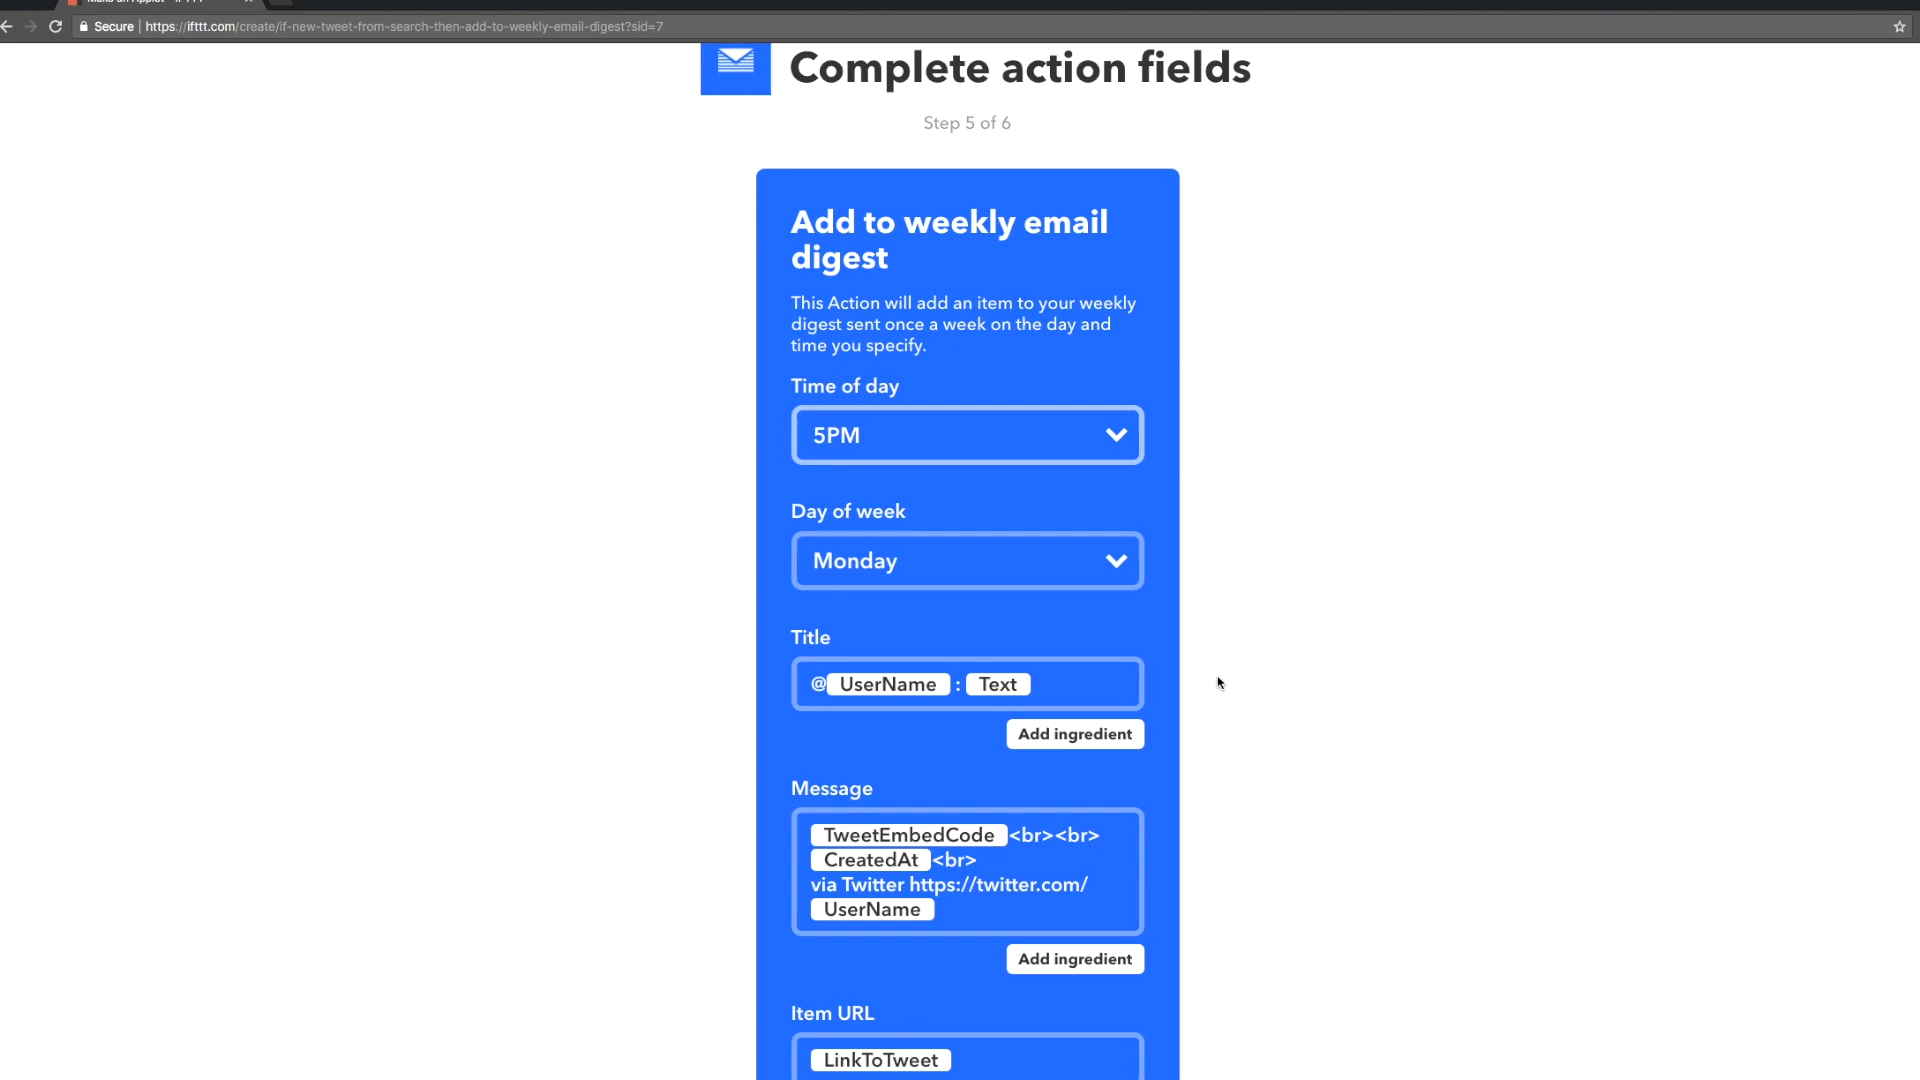 Secure https://ifttt.com/create/if-new-tweet-from-search-then-add-to-weekly-email-digest?sid=7
Complete action fields
Step 5 of 6
Add to weekly email
digest
This Action will add an item to your weekly
digest sent once a week on the day and
time you specify.
Time of day
5PM
Day of week
Monday
Title
@ UserName : Text
Add ingredient
Message
TweetEmbedCode <br><br>
CreatedAt <br>
via Twitter https://twitter.com/
UserName
Add ingredient
Item URL
LinkToTweet